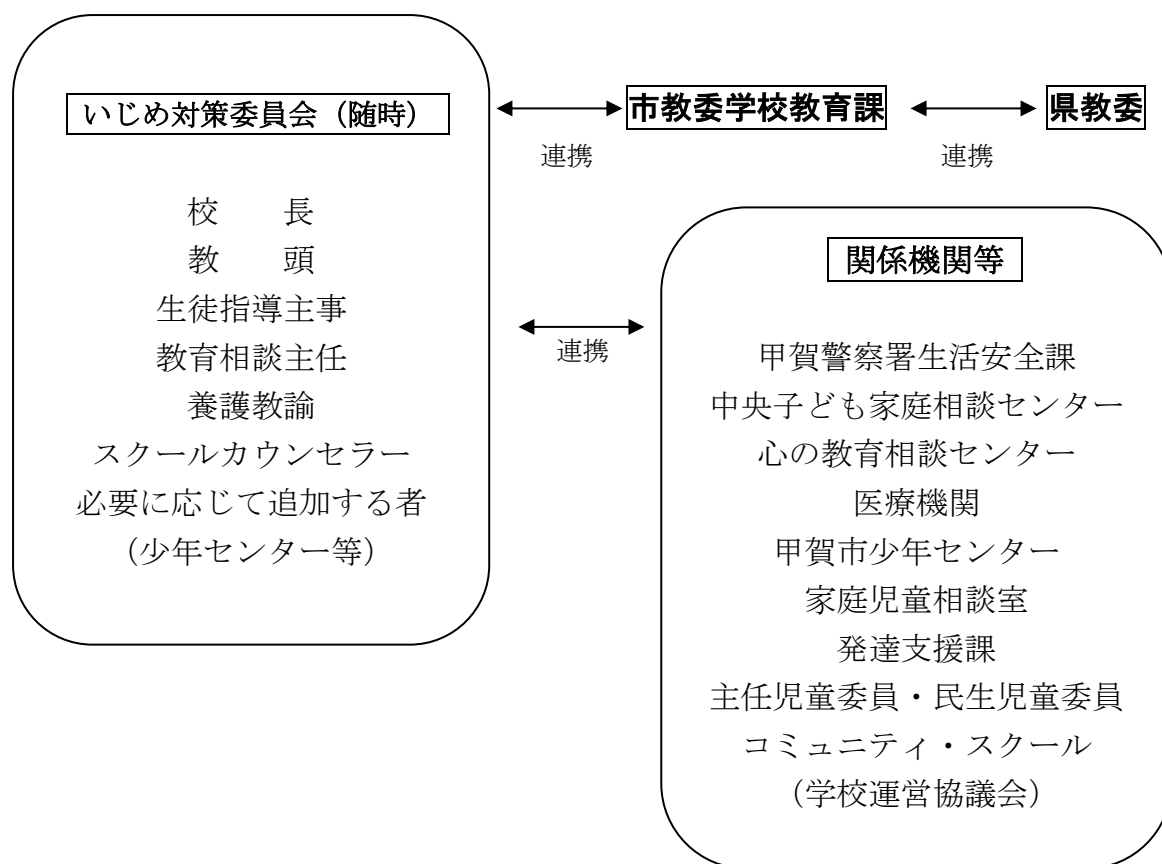 いじめ対策委員会（随時）
校　　長
教　　頭
生徒指導主事
教育相談主任
養護教諭
スクールカウンセラー
必要に応じて追加する者
（少年センター等）
連携
市教委学校教育課
連携
県教委
連携
関係機関等
甲賀警察署生活安全課
中央子ども家庭相談センター
心の教育相談センター
医療機関
甲賀市少年センター
家庭児童相談室
発達支援課
主任児童委員・民生児童委員
コミュニティ・スクール
（学校運営協議会）